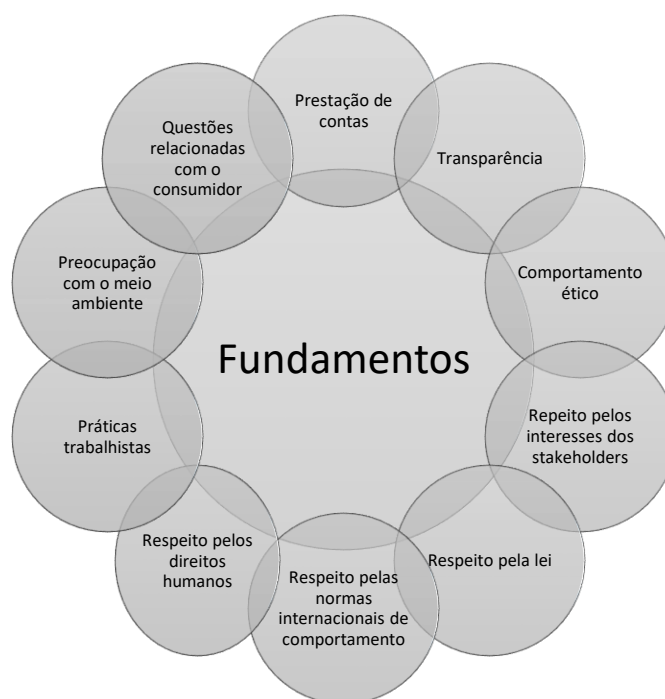 Prestação de
contas
Transparência
Comportamento
ético
Repeito pelos
interesses dos
stakeholders
Respeito pela lei
Respeito pelas
normas
internacionais de
comportamento
Respeito pelos
direitos
humanos
Práticas
trabalhistas
Preocupação
com o meio
ambiente
Questões
relacionadas
com o
consumidor
Fundamentos